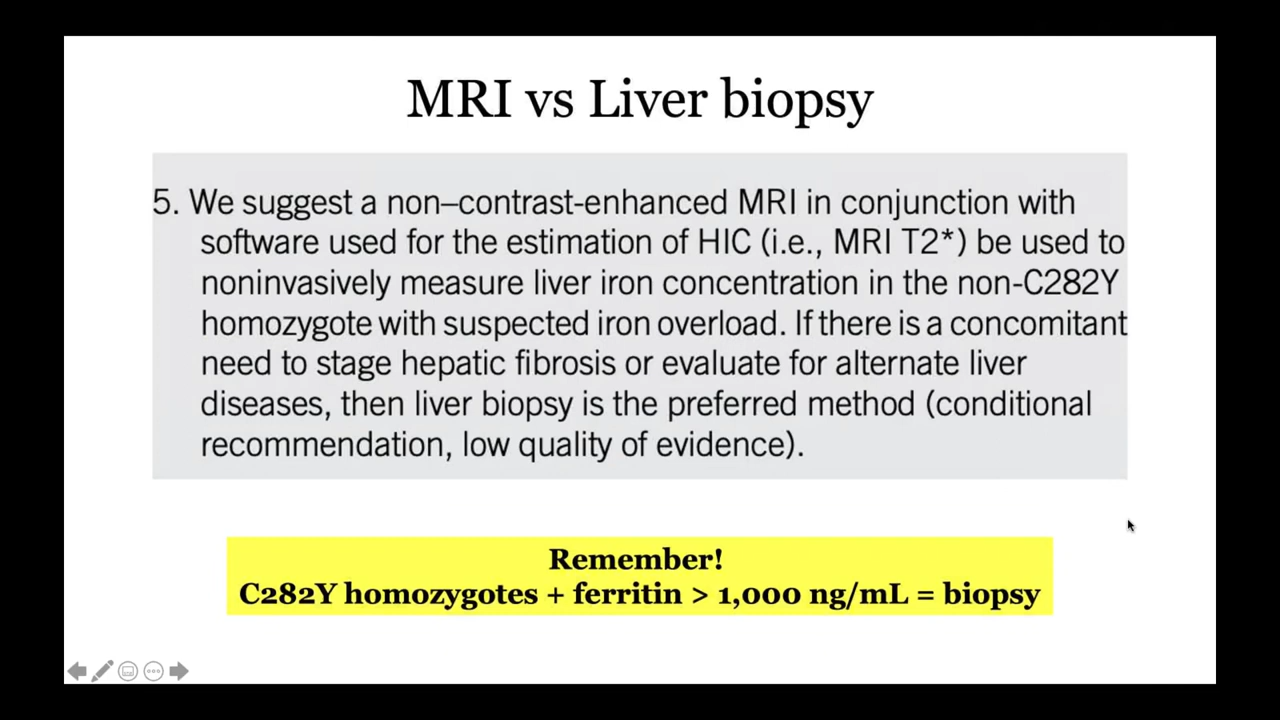 MRI vs Liver biopsy
5. We suggest a non–contrast-enhanced MRI in conjunction with
software used for the estimation of HIC (i.e., MRI T2*) be used to
noninvasively measure liver iron concentration in the non-C282Y
homozygote with suspected iron overload. If there is a concomitant
need to stage hepatic fibrosis or evaluate for alternate liver
diseases, then liver biopsy is the preferred method (conditional
recommendation, low quality of evidence).
Remember!
C282Y homozygotes + ferritin > 1,000 ng/mL = biopsy